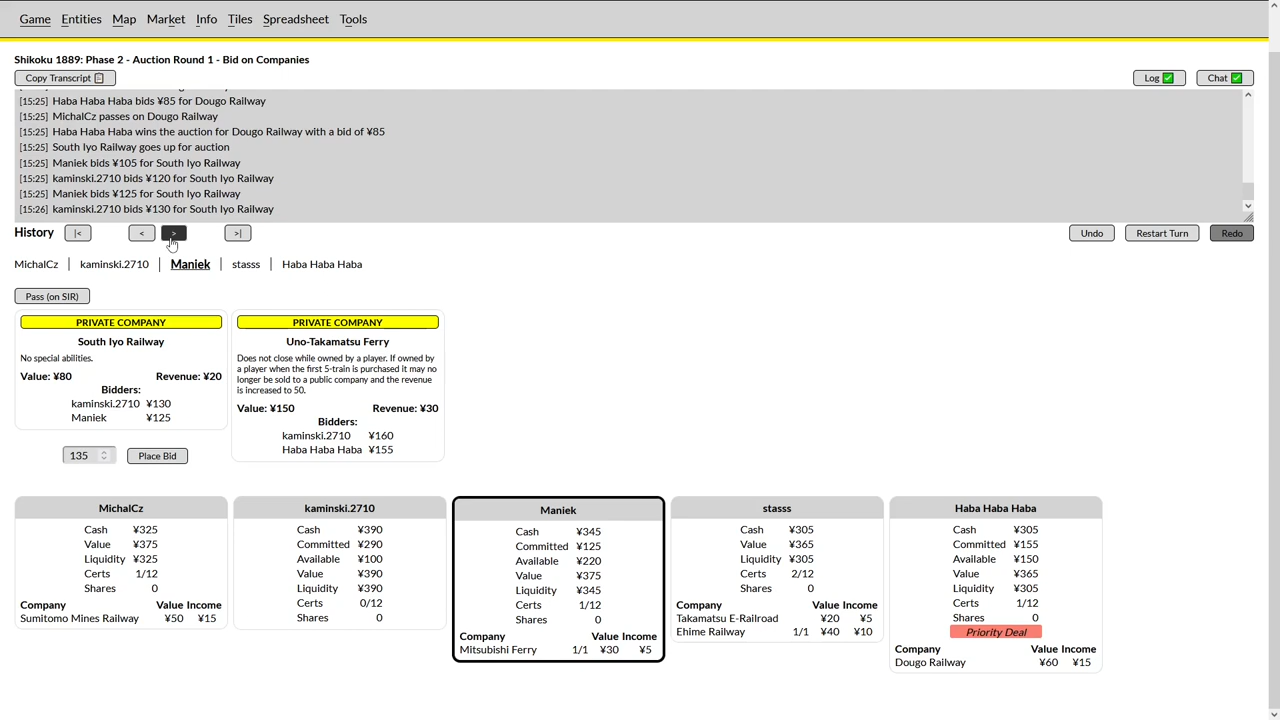 Game Entities Map Market Info Tiles Spreadsheet Tools
Shikoku 1889: Phase 2 - Auction Round 1 - Bid on Companies
Copy Transcript Log Chat
[15:25] Haba Haba Haba bids ¥85 for Dougo Railway
[15:25] MichalCz passes on Dougo Railway
[15:25] Haba Haba Haba wins the auction for Dougo Railway with a bid of ¥85
[15:25] South Iyo Railway goes up for auction
[15:25] Maniek bids ¥105 for South Iyo Railway
[15:25] kaminski.2710 bids ¥120 for South Iyo Railway
[15:25] Maniek bids ¥125 for South Iyo Railway
[15:26] kaminski.2710 bids ¥130 for South Iyo Railway
History |< < > >| Undo Restart Turn Redo
MichalCz | kaminski.2710 | Maniek | stasss | Haba Haba Haba
Pass (on SIR)
PRIVATE COMPANY
South Iyo Railway
No special abilities.
Value: ¥80 Revenue: ¥20
Bidders:
kaminski.2710 ¥130
Maniek ¥125
135 Place Bid
PRIVATE COMPANY
Uno-Takamatsu Ferry
Does not close while owned by a player. If owned by
a player when the first 5-train is purchased it may no
longer be sold to a public company and the revenue
is increased to 50.
Value: ¥150 Revenue: ¥30
Bidders:
kaminski.2710 ¥160
Haba Haba Haba ¥155
MichalCz
Cash ¥325
Value ¥375
Liquidity ¥325
Certs 1/12
Shares 0
Company Value Income
Sumitomo Mines Railway ¥50 ¥15
kaminski.2710
Cash ¥390
Committed ¥290
Available ¥100
Value ¥390
Liquidity ¥390
Certs 0/12
Shares 0
Maniek
Cash ¥345
Committed ¥125
Available ¥220
Value ¥375
Liquidity ¥345
Certs 1/12
Shares 0
Company Value Income
Mitsubishi Ferry 1/1 ¥30 ¥5
stasss
Cash ¥305
Value ¥365
Liquidity ¥305
Certs 2/12
Shares 0
Company Value Income
Takamatsu E-Railroad ¥20 ¥5
Ehime Railway 1/1 ¥40 ¥10
Haba Haba Haba
Cash ¥305
Committed ¥155
Available ¥150
Value ¥365
Liquidity ¥305
Certs 1/12
Shares 0
Priority Deal
Company Value Income
Dougo Railway ¥60 ¥15